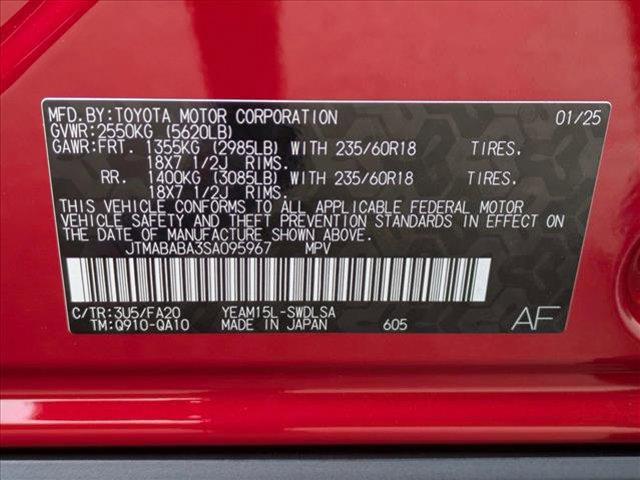 MFD.BY:TOYOTA MOTOR CORPORATION 01/25
GVWR:2550KG (5620LB)
GAWR:FRT. 1355KG (2985LB) WITH 235/60R18 TIRES.
18X7 1/2J RIMS.
RR. 1400KG (3085LB) WITH 235/60R18 TIRES.
18X7 1/2J RIMS.
THIS VEHICLE CONFORMS TO ALL APPLICABLE FEDERAL MOTOR
VEHICLE SAFETY AND THEFT PREVENTION STANDARDS IN EFFECT ON
THE DATE OF MANUFACTURE SHOWN ABOVE.
JTMABABA3SA095967 MPV
C/TR:3U5/FA20 YEAM15L-SWDLSA
TM:Q910-QA10 MADE IN JAPAN 605 AF